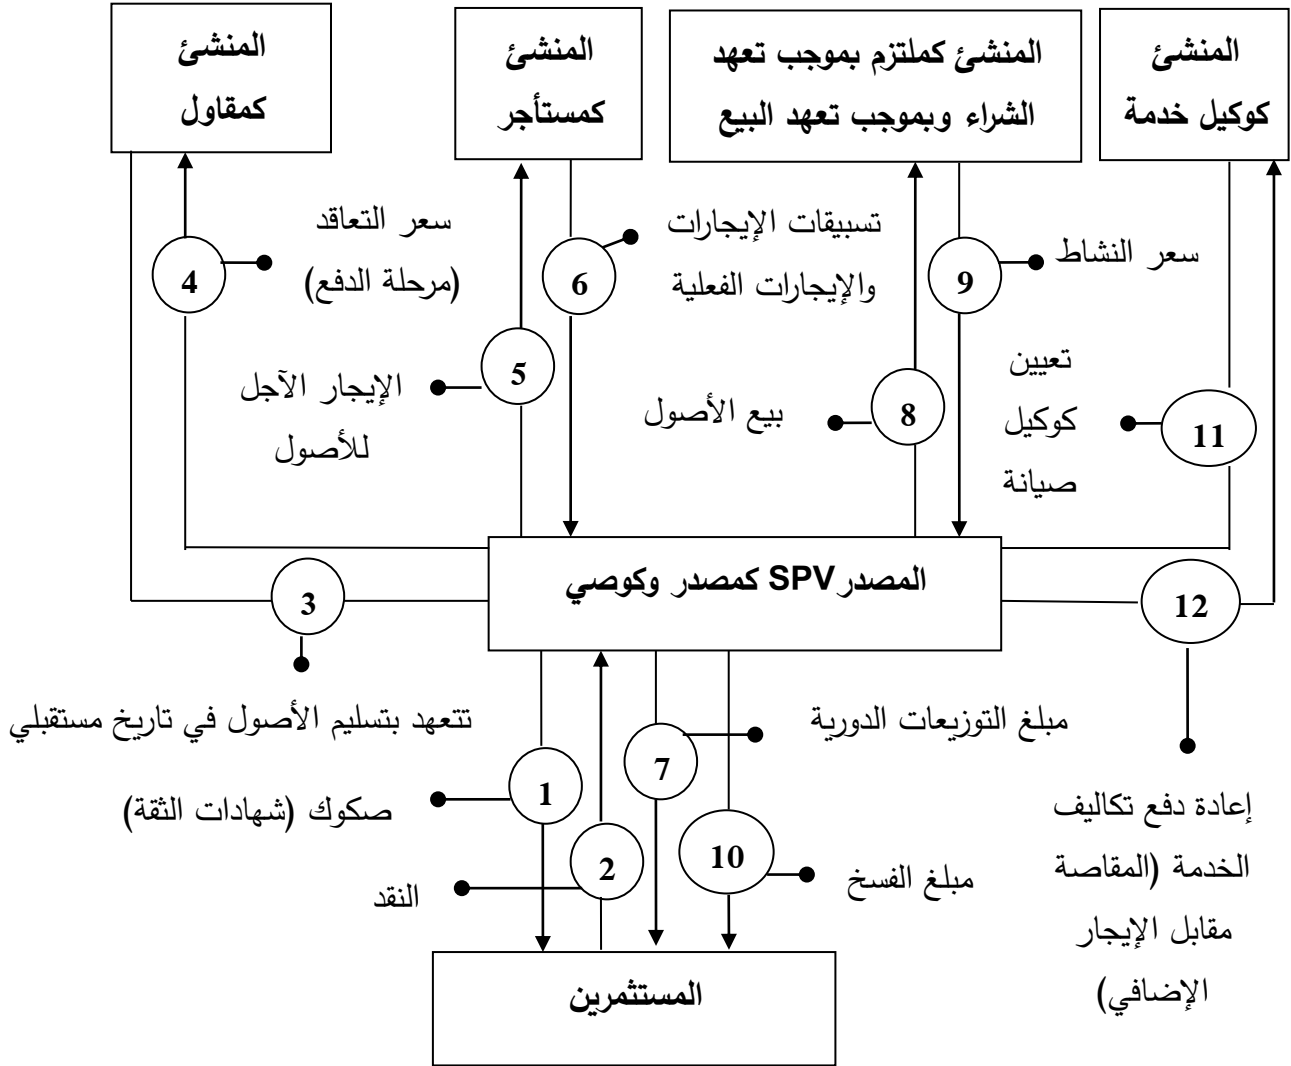 المنشئ
كوكيل خدمة
المنشئ كملتزم بموجب تعهد
الشراء وبموجب تعهد البيع
المنشئ
كمستأجر
المنشئ
كمقاول
سعر التعاقد
(مرحلة الدفع)
4
تسبيقات الإيجارات
والإيجارات الفعلية
6
سعر النشاط
9
الإيجار الآجل
للأصول
5
بيع الأصول
8
تعيين
كوكيل
صيانة
11
المصدر SPV كمصدر وكوصي
3
12
تتعهد بتسليم الأصول في تاريخ مستقبلي
مبلغ التوزيعات الدورية
7
صكوك (شهادات الثقة)
1
النقد
2
10
مبلغ الفسخ
إعادة دفع تكاليف
الخدمة (المقاصة
مقابل الإيجار
الإضافي)
المستثمرين